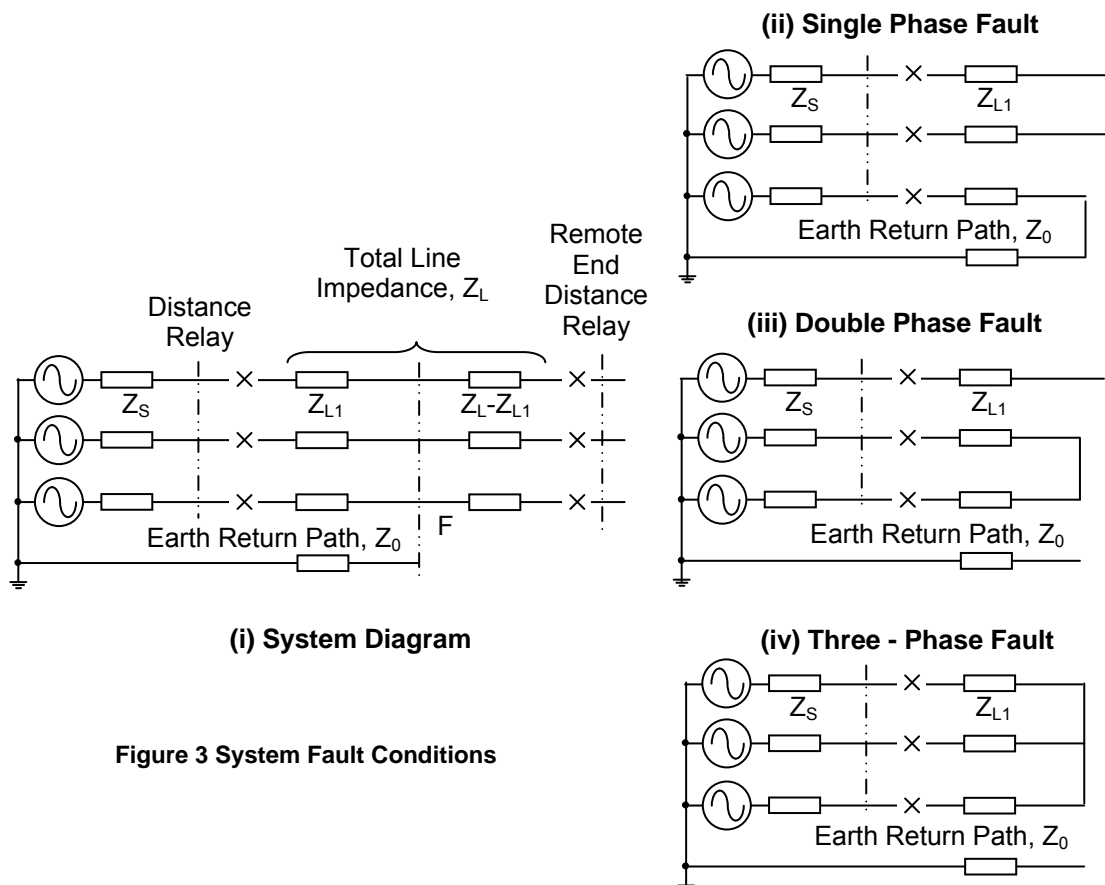 (ii) Single Phase Fault
Z_S
Z_L1
Earth Return Path, Z_0
Total Line
Impedance, Z_L
Remote
End
Distance
Relay
Distance
Relay
Z_S
Z_L1
Z_L-Z_L1
F
Earth Return Path, Z_0
(i) System Diagram
Figure 3 System Fault Conditions
(iii) Double Phase Fault
Z_S
Z_L1
Earth Return Path, Z_0
(iv) Three - Phase Fault
Z_S
Z_L1
Earth Return Path, Z_0